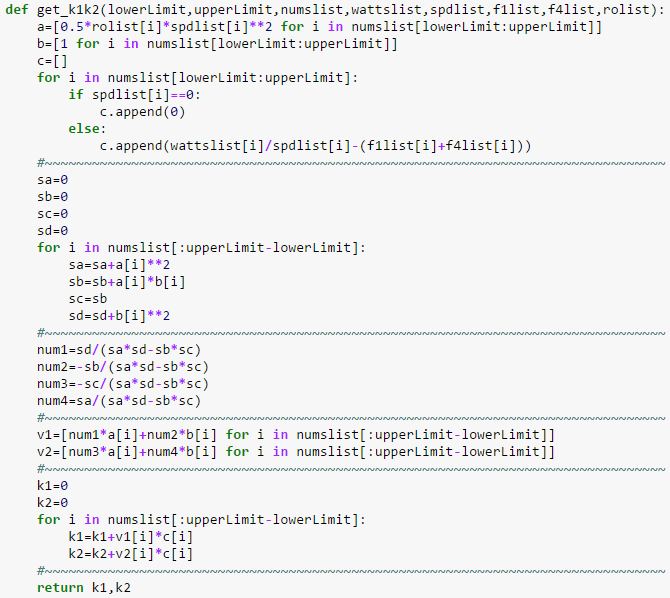 def get_k1k2(lowerLimit,upperLimit,numslist,wattslist,spdlist,f1list,f4list,rolist):
    a=[0.5*rolist[i]*spdlist[i]**2 for i in numslist[lowerLimit:upperLimit]]
    b=[1 for i in numslist[lowerLimit:upperLimit]]
    c=[]
    for i in numslist[lowerLimit:upperLimit]:
        if spdlist[i]==0:
            c.append(0)
        else:
            c.append(wattslist[i]/spdlist[i]-(f1list[i]+f4list[i]))
    #~~~~~~~~~~~~~~~~~~~~~~~~~~~~~~~~~~~~~~~~~~~~~~~~~~~~~~~~~~~~~~~~~~~~~~~~~~~~~~~
    sa=0
    sb=0
    sc=0
    sd=0
    for i in numslist[:upperLimit-lowerLimit]:
        sa=sa+a[i]**2
        sb=sb+a[i]*b[i]
        sc=sb
        sd=sd+b[i]**2
    #~~~~~~~~~~~~~~~~~~~~~~~~~~~~~~~~~~~~~~~~~~~~~~~~~~~~~~~~~~~~~~~~~~~~~~~~~~~~~~~
    num1=sd/(sa*sd-sb*sc)
    num2=-sb/(sa*sd-sb*sc)
    num3=-sc/(sa*sd-sb*sc)
    num4=sa/(sa*sd-sb*sc)
    #~~~~~~~~~~~~~~~~~~~~~~~~~~~~~~~~~~~~~~~~~~~~~~~~~~~~~~~~~~~~~~~~~~~~~~~~~~~~~~~
    v1=[num1*a[i]+num2*b[i] for i in numslist[:upperLimit-lowerLimit]]
    v2=[num3*a[i]+num4*b[i] for i in numslist[:upperLimit-lowerLimit]]
    #~~~~~~~~~~~~~~~~~~~~~~~~~~~~~~~~~~~~~~~~~~~~~~~~~~~~~~~~~~~~~~~~~~~~~~~~~~~~~~~
    k1=0
    k2=0
    for i in numslist[:upperLimit-lowerLimit]:
        k1=k1+v1[i]*c[i]
        k2=k2+v2[i]*c[i]
    #~~~~~~~~~~~~~~~~~~~~~~~~~~~~~~~~~~~~~~~~~~~~~~~~~~~~~~~~~~~~~~~~~~~~~~~~~~~~~~~
    return k1,k2